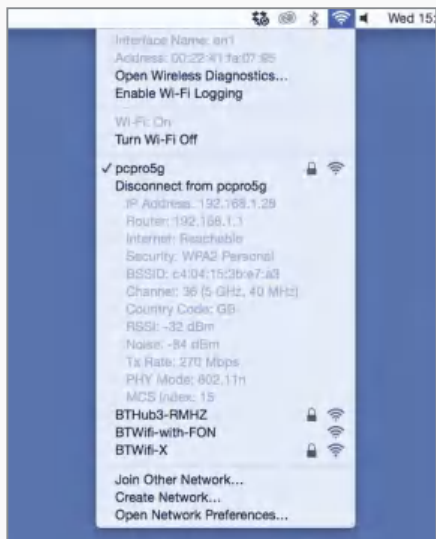 Wed 15:
Interface Name: en1
Address: 00:22:41:fa:07:95
Open Wireless Diagnostics...
Enable Wi-Fi Logging
Wi-Fi: On
Turn Wi-Fi Off
✓ pcpro5g
Disconnect from pcpro5g
IP Address: 192.168.1.28
Router: 192.168.1.1
Internet: Reachable
Security: WPA2 Personal
BSSID: c4:04:15:3b:e7:a3
Channel: 36 (5 GHz, 40 MHz)
Country Code: GB
RSSI: -32 dBm
Noise: -84 dBm
Tx Rate: 270 Mbps
PHY Mode: 802.11n
MCS Index: 15
BTHub3-RMHZ
BTWifi-with-FON
BTWifi-X
Join Other Network...
Create Network...
Open Network Preferences...